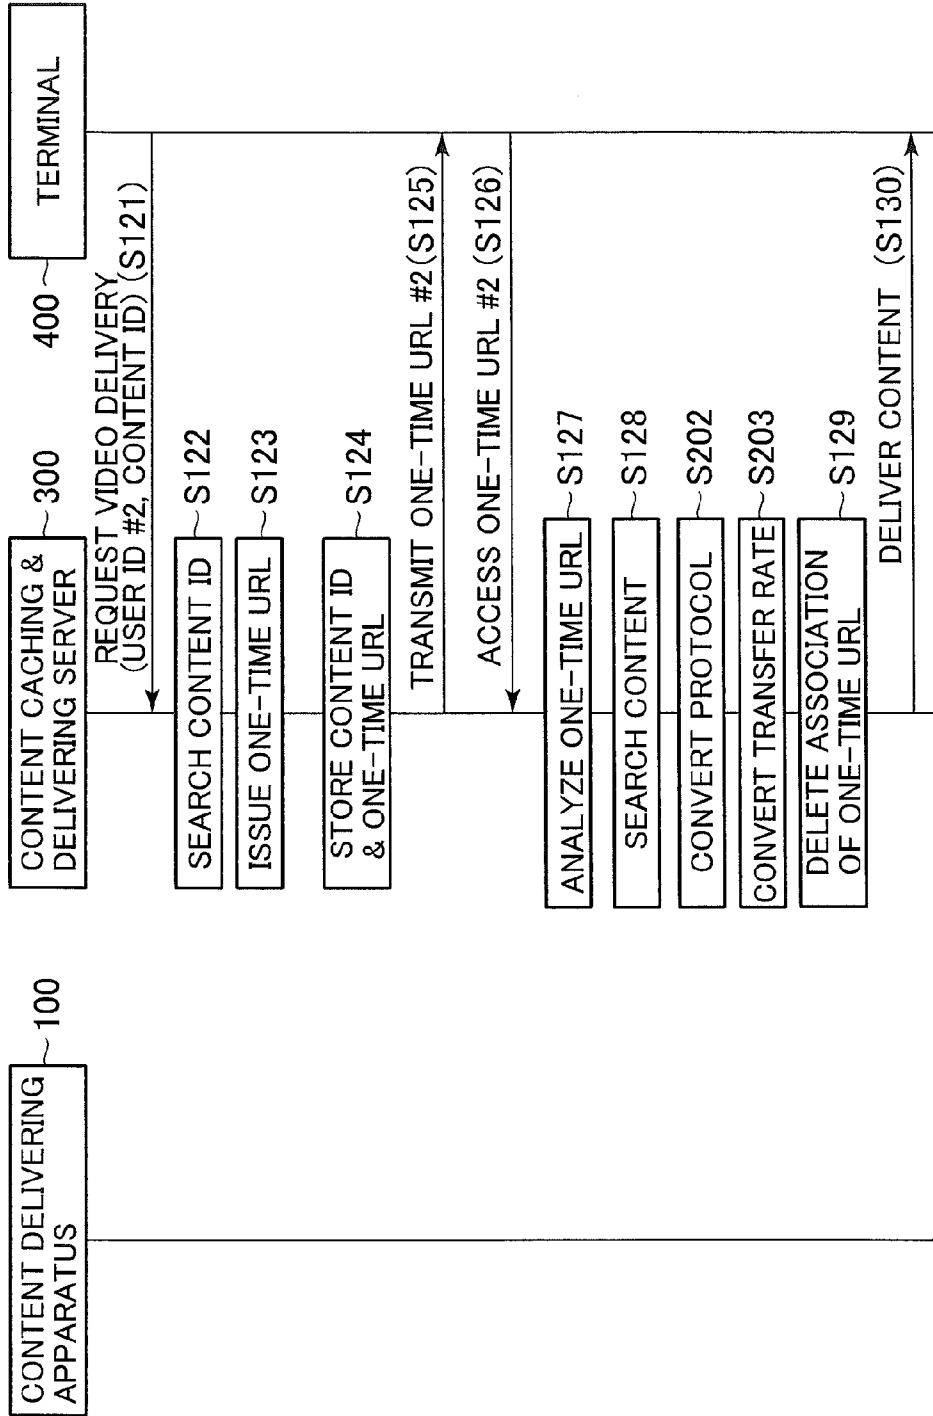 CONTENT DELIVERING
APPARATUS
100
CONTENT CACHING &
DELIVERING SERVER
300
TERMINAL
400
REQUEST VIDEO DELIVERY
(USER ID #2, CONTENT ID) (S121)
SEARCH CONTENT ID
S122
ISSUE ONE-TIME URL
S123
STORE CONTENT ID
& ONE-TIME URL
S124
TRANSMIT ONE-TIME URL #2(S125)
ACCESS ONE-TIME URL #2 (S126)
ANALYZE ONE-TIME URL
S127
SEARCH CONTENT
S128
CONVERT PROTOCOL
S202
CONVERT TRANSFER RATE
S203
DELETE ASSOCIATION
OF ONE-TIME URL
S129
DELIVER CONTENT (S130)